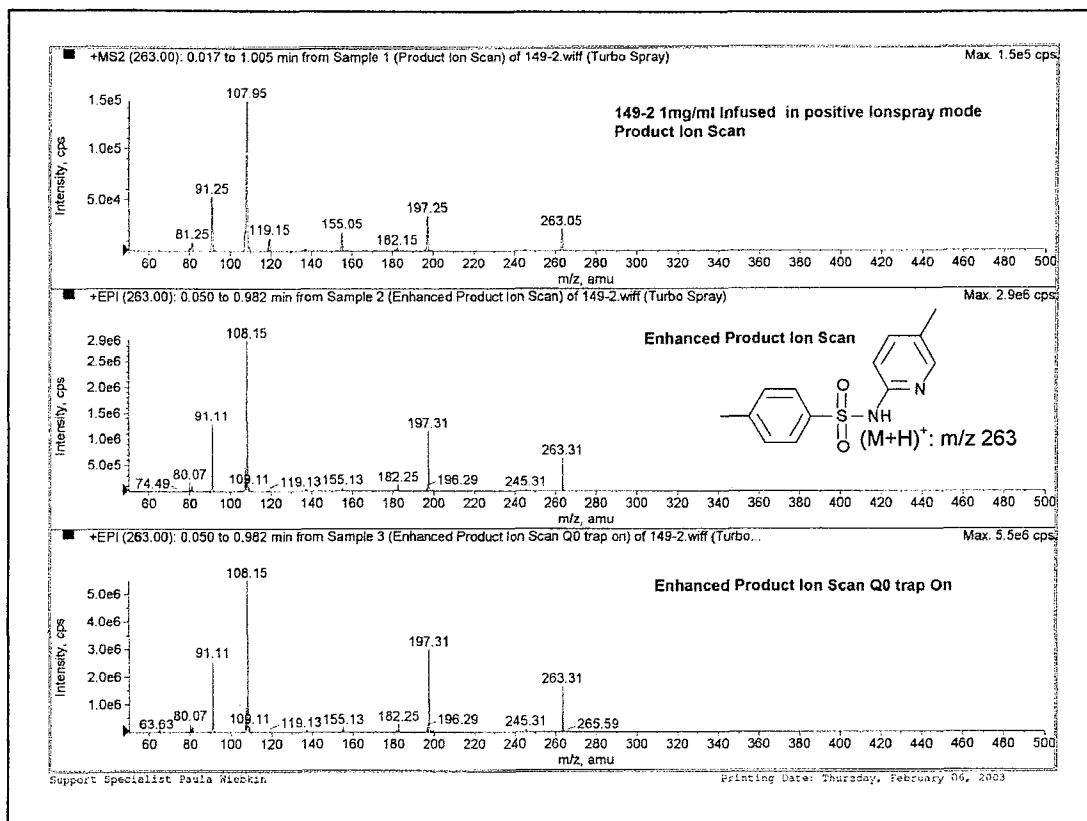 +MS2 (263.00): 0.017 to 1.005 min from Sample 1 (Product Ion Scan) of 149-2.wiff (Turbo Spray)
Max. 1.5e5 cps
149-2 1mg/ml Infused in positive Ionspray mode
Product Ion Scan
Intensity, cps
1.5e5
1.0e5
5.0e4
81.25
91.25
107.95
119.15
155.05
182.15
197.25
263.05
60 80 100 120 140 160 180 200 220 240 260 280 300 320 340 360 380 400 420 440 460 480 500
m/z, amu
+EPI (263.00): 0.050 to 0.982 min from Sample 2 (Enhanced Product Ion Scan) of 149-2.wiff (Turbo Spray)
Max. 2.9e6 cps
Enhanced Product Ion Scan
Intensity, cps
2.9e6
2.5e6
2.0e6
1.5e6
1.0e6
5.0e5
74.49
80.07
91.11
108.15
109.11
119.13
155.13
182.25
197.31
196.29
245.31
263.31
O
S
O
NH
N
(M+H)+: m/z 263
60 80 100 120 140 160 180 200 220 240 260 280 300 320 340 360 380 400 420 440 460 480 500
m/z, amu
+EPI (263.00): 0.050 to 0.982 min from Sample 3 (Enhanced Product Ion Scan Q0 trap on) of 149-2.wiff (Turbo...
Max. 5.5e6 cps
Enhanced Product Ion Scan Q0 trap On
Intensity, cps
5.0e6
4.0e6
3.0e6
2.0e6
1.0e6
63.63
80.07
91.11
108.15
109.11
119.13
155.13
182.25
197.31
196.29
245.31
263.31
265.59
60 80 100 120 140 160 180 200 220 240 260 280 300 320 340 360 380 400 420 440 460 480 500
m/z, amu
Support Specialist Paula Wiebkin
Printing Date: Thursday, February 06, 2003